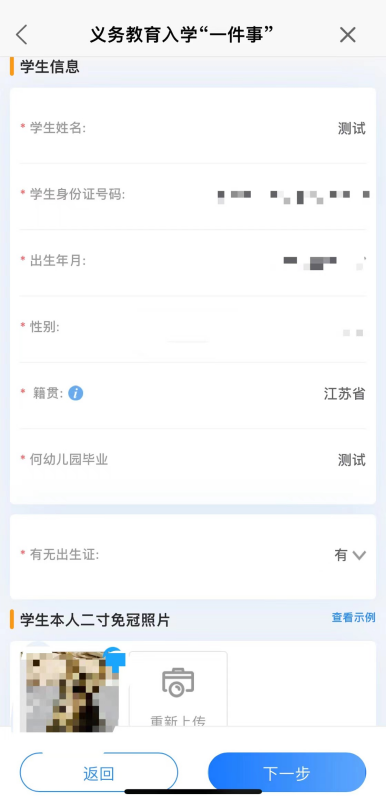 义务教育入学“一件事”
学生信息
* 学生姓名: 测试
* 学生身份证号码:
* 出生年月:
* 性别:
* 籍贯: i 江苏省
* 何幼儿园毕业 测试
* 有无出生证: 有
学生本人二寸免冠照片 查看示例
重新上传
返回 下一步